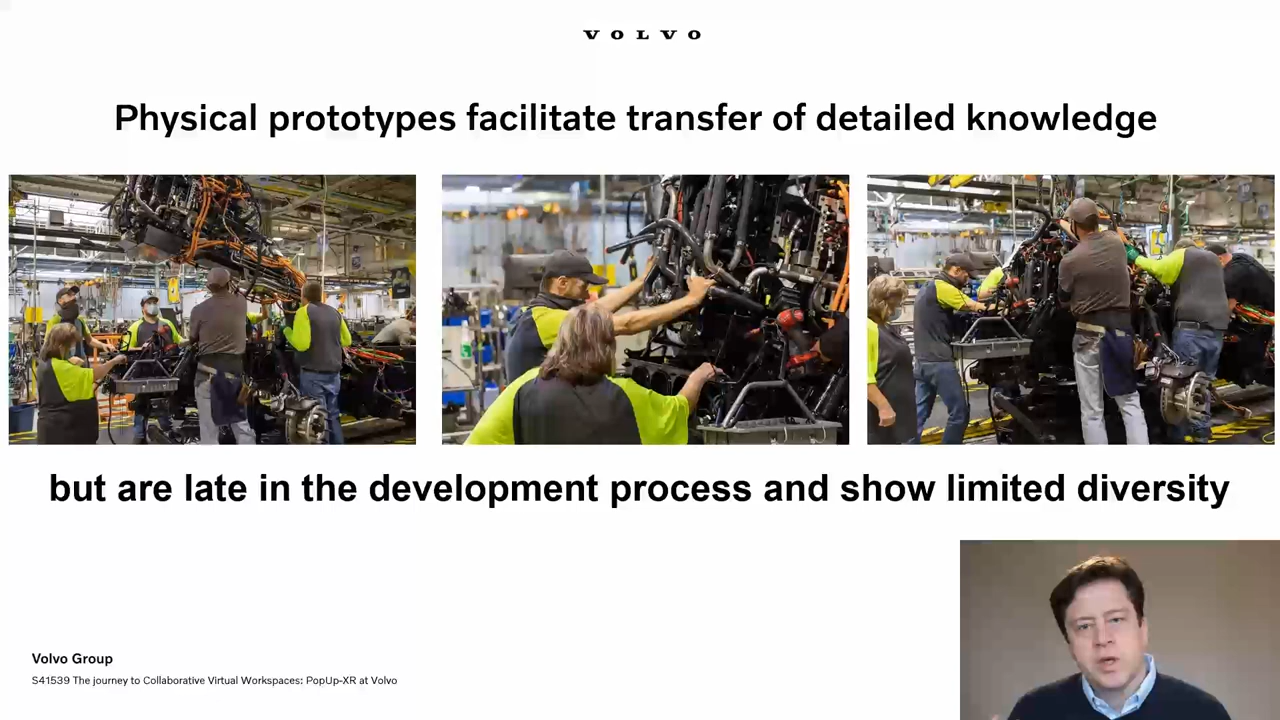 VOLVO
Physical prototypes facilitate transfer of detailed knowledge
but are late in the development process and show limited diversity
Volvo Group
S41539 The journey to Collaborative Virtual Workspaces: PopUp-XR at Volvo